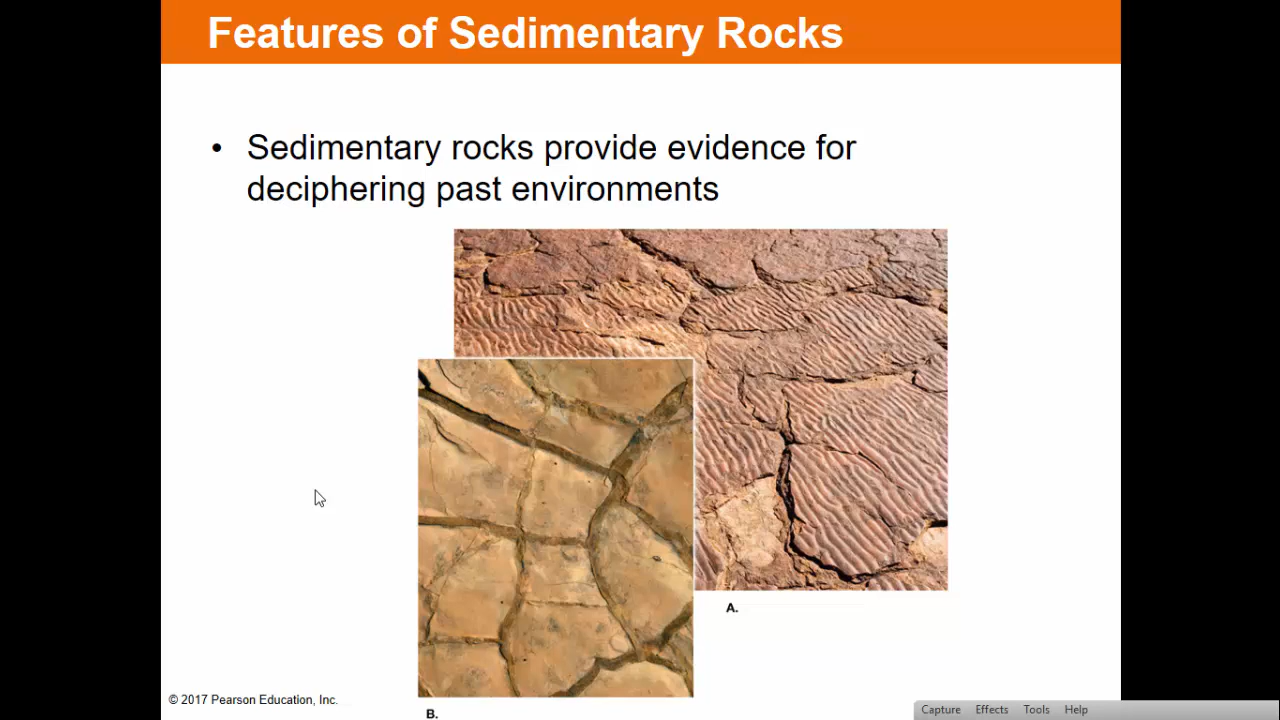 Features of Sedimentary Rocks
• Sedimentary rocks provide evidence for
deciphering past environments
A.
B.
© 2017 Pearson Education, Inc.
Capture Effects Tools Help